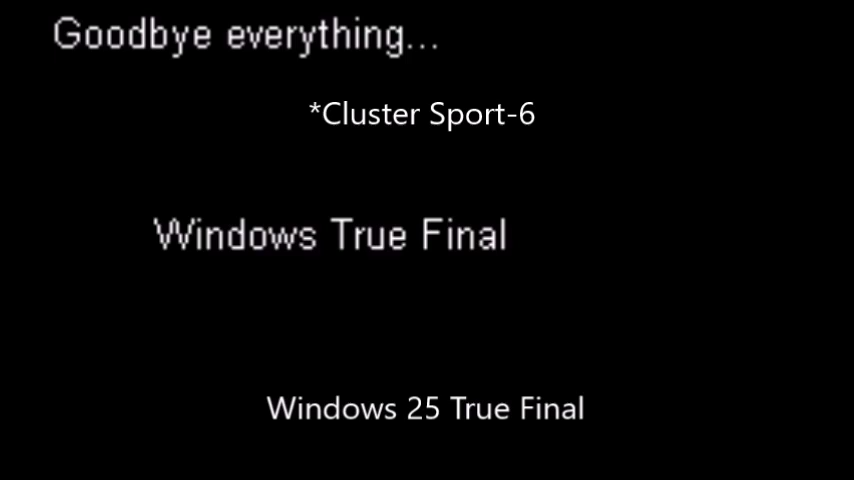 Goodbye everything...
*Cluster Sport-6
Windows True Final
Windows 25 True Final